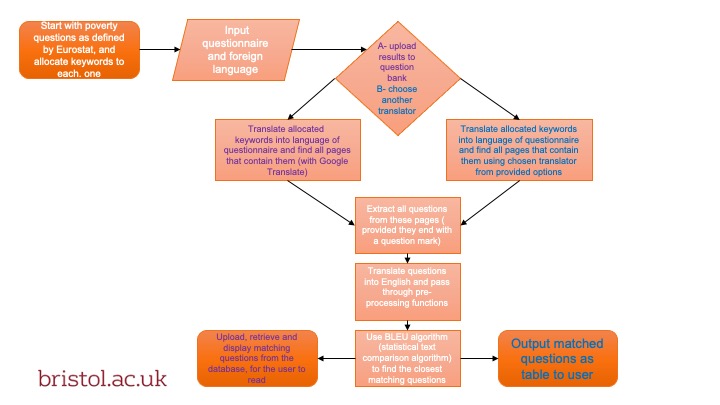 Start with poverty
questions as defined
by Eurostat, and
allocate keywords to
each. one
Input
questionnaire
and foreign
language
A- upload
results to
question
bank
B- choose
another
translator
Translate allocated
keywords into language of
questionnaire and find all pages
that contain them (with Google
Translate)
Translate allocated keywords
into language of questionnaire
and find all pages that contain
them using chosen translator
from provided options
Extract all questions
from these pages (
provided they end with
a question mark)
Translate questions
into English and pass
through pre-
processing functions
Upload, retrieve and
display matching
questions from the
database, for the user to
read
Use BLEU algorithm
(statistical text
comparison algorithm)
to find the closest
matching questions
Output matched
questions as
table to user
bristol.ac.uk